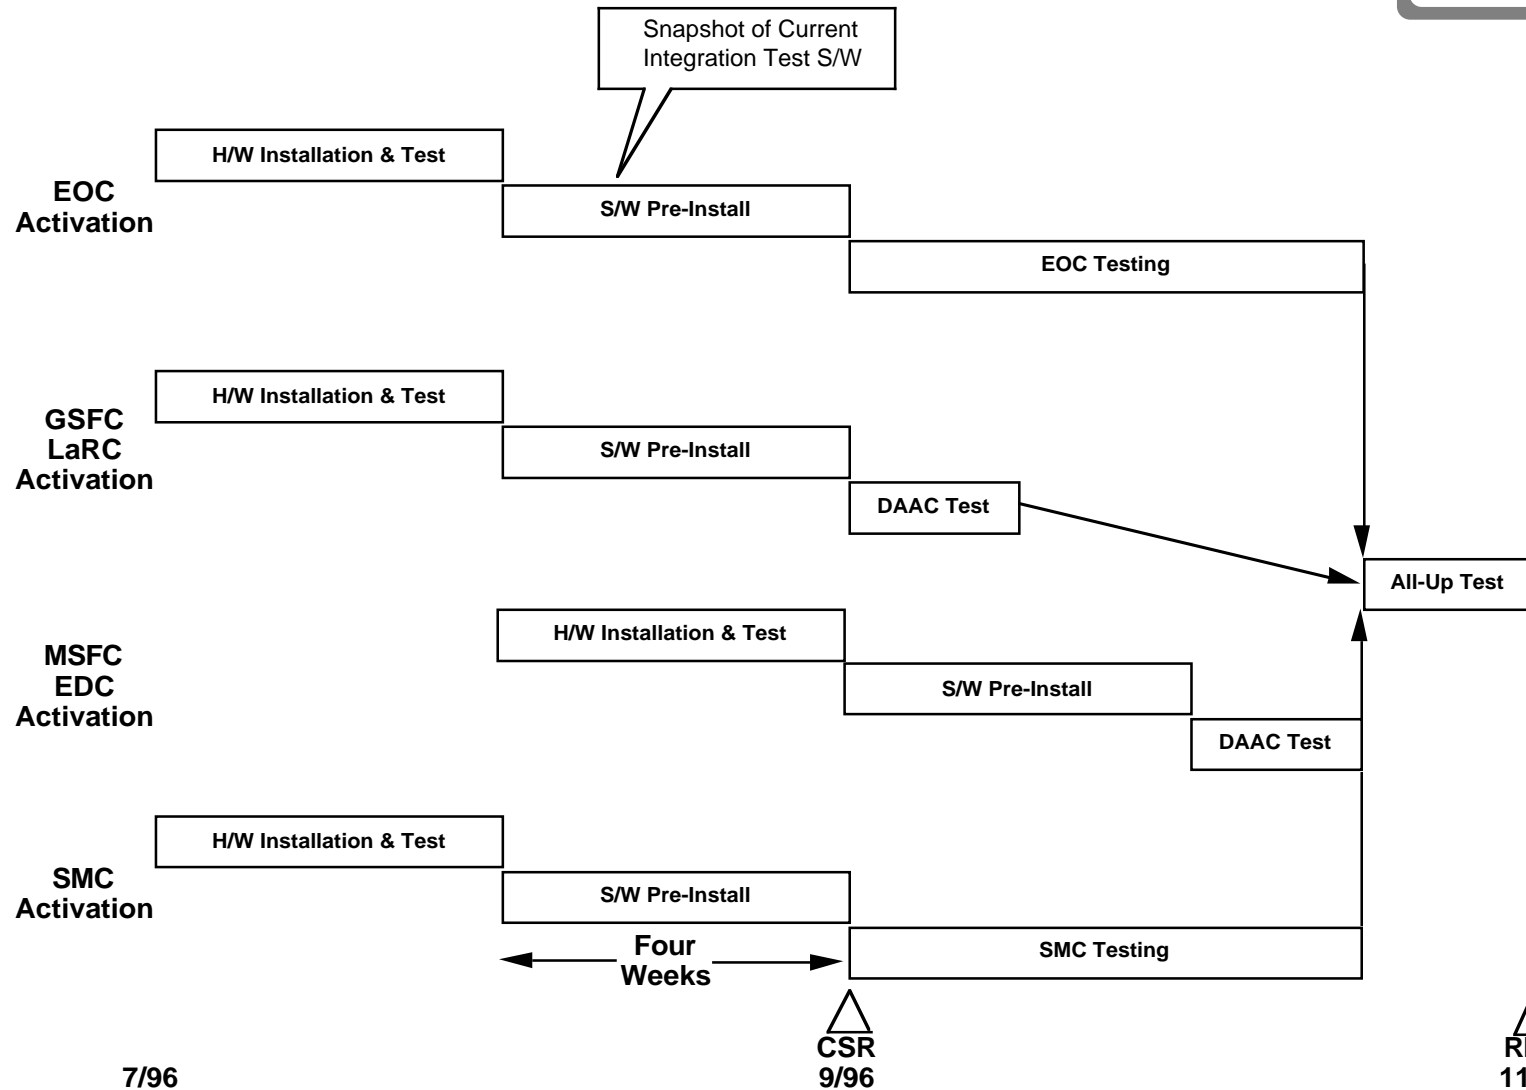 Snapshot of Current
Integration Test S/W
H/W Installation & Test
EOC
Activation
S/W Pre-Install
EOC Testing
H/W Installation & Test
GSFC
LaRC
Activation
S/W Pre-Install
DAAC Test
All-Up Test
H/W Installation & Test
MSFC
EDC
Activation
S/W Pre-Install
DAAC Test
H/W Installation & Test
SMC
Activation
S/W Pre-Install
Four
Weeks
SMC Testing
CSR
7/96
9/96